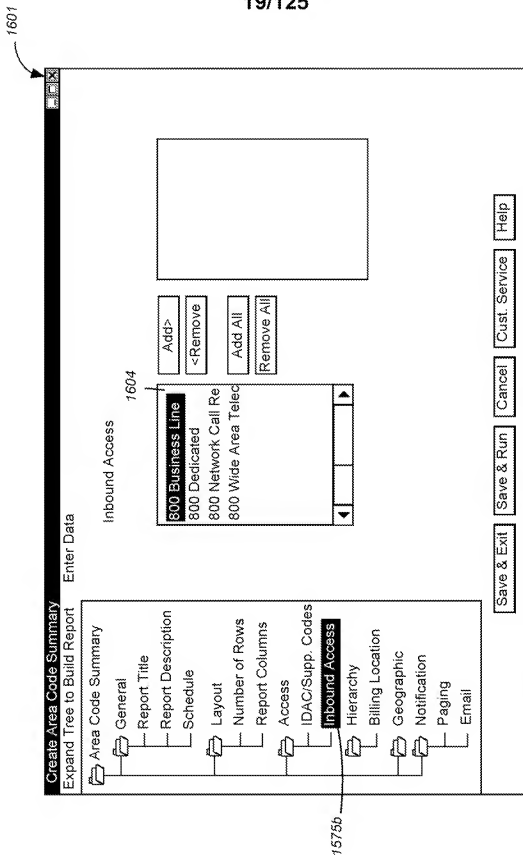 19/125
1601
Create Area Code Summary
Expand Tree to Build Report
Enter Data
Area Code Summary
General
Report Title
Report Description
Schedule
Layout
Number of Rows
Report Columns
Access
IDAC/Supp. Codes
Inbound Access
Hierarchy
Billing Location
Geographic
Notification
Paging
Email
1575b
Inbound Access
1604
800 Business Line
800 Dedicated
800 Network Call Re
800 Wide Area Telec
Add>
<Remove
Add All
Remove All
Save & Exit
Save & Run
Cancel
Cust. Service
Help